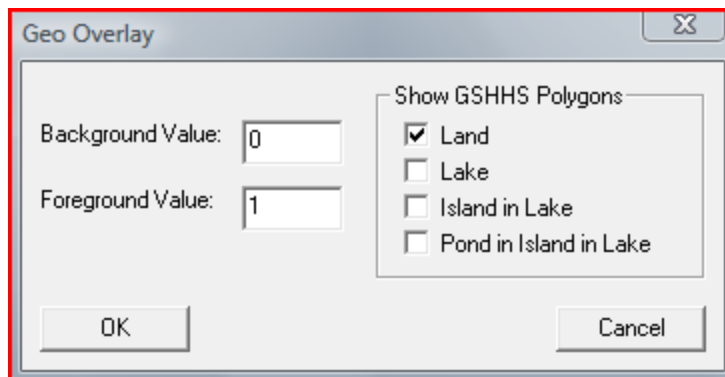 Geo Overlay
Background Value: 0
Foreground Value: 1
Show GSHHS Polygons
Land
Lake
Island in Lake
Pond in Island in Lake
OK
Cancel